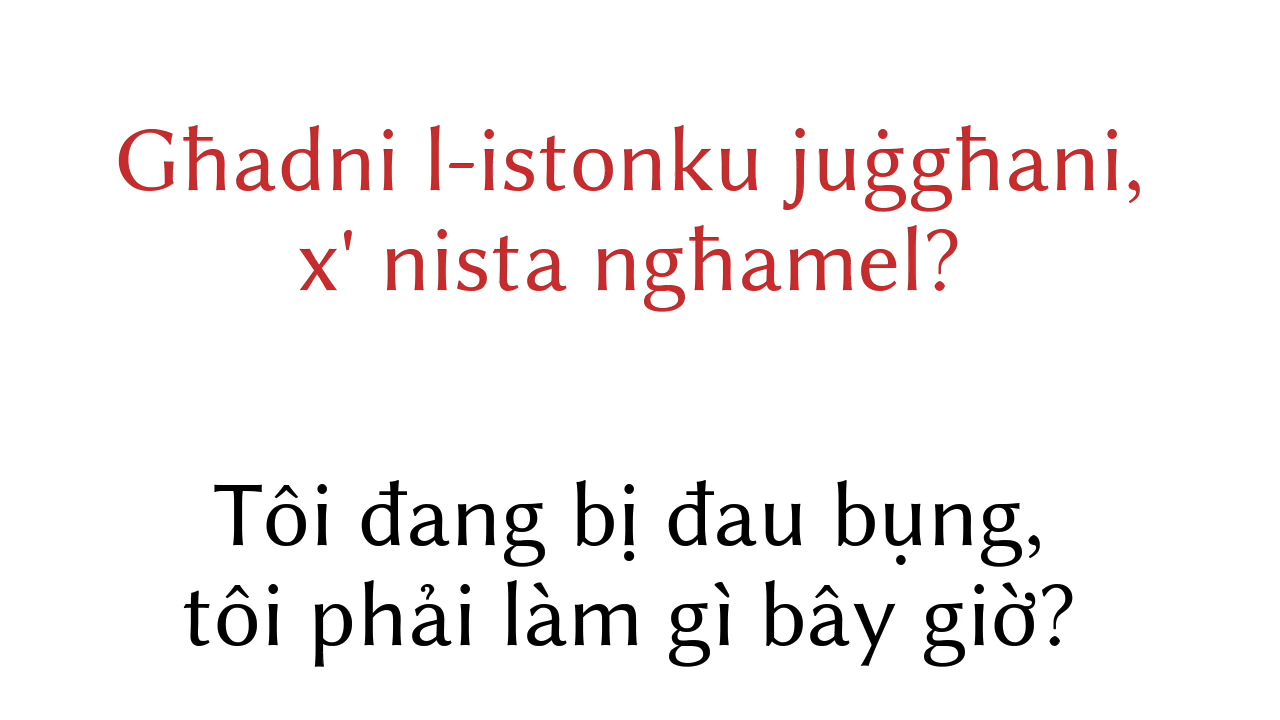 Għadni l-istonku juġgħani,
x' nista ngħamel?
Tôi đang bị đau bụng,
tôi phải làm gì bây giờ?